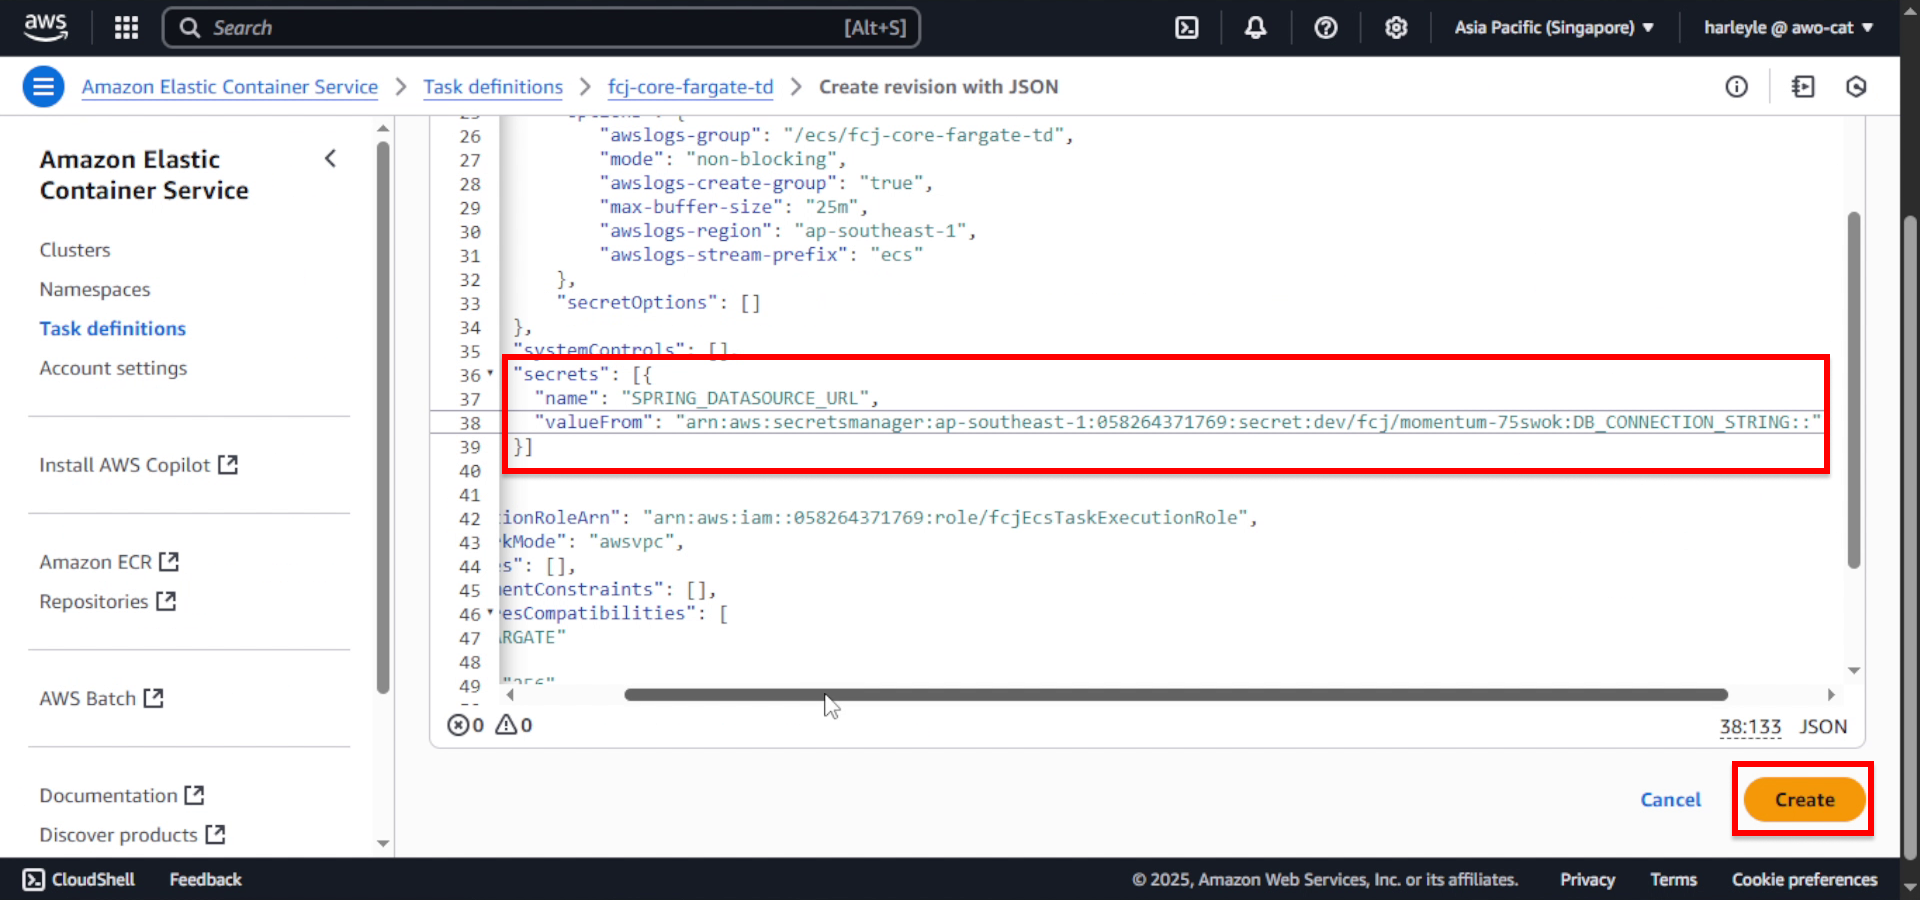 aws
Search
[Alt+S]
Asia Pacific (Singapore)
harleyle @ awo-cat
Amazon Elastic Container Service
Task definitions
fcj-core-fargate-td
Create revision with JSON
Amazon Elastic
Container Service
Clusters
Namespaces
Task definitions
Account settings
Install AWS Copilot
Amazon ECR
Repositories
AWS Batch
Documentation
Discover products
26 "awslogs-group": "/ecs/fcj-core-fargate-td",
27 "mode": "non-blocking",
28 "awslogs-create-group": "true",
29 "max-buffer-size": "25m",
30 "awslogs-region": "ap-southeast-1",
31 "awslogs-stream-prefix": "ecs"
32 },
33 "secretOptions": []
34 },
35 "systemControls": [],
36 "secrets": [{
37 "name": "SPRING_DATASOURCE_URL",
38 "valueFrom": "arn:aws:secretsmanager:ap-southeast-1:058264371769:secret:dev/fcj/momentum-75swok:DB_CONNECTION_STRING::"
39 }]
40
41
42 ionRoleArn": "arn:aws:iam::058264371769:role/fcjEcsTaskExecutionRole",
43 kMode": "awsvpc",
44 s": [],
45 entConstraints": [],
46 esCompatibilities": [
47 RGATE"
48
49 "256"
0 0
38:133 JSON
Cancel
Create
CloudShell
Feedback
© 2025, Amazon Web Services, Inc. or its affiliates.
Privacy
Terms
Cookie preferences